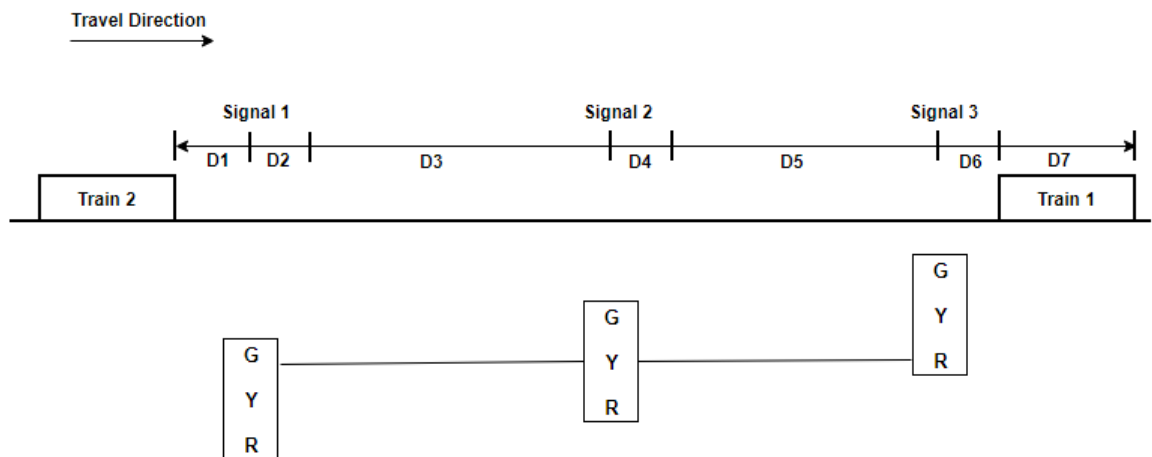 Travel Direction
Signal 1
Signal 2
Signal 3
D1
D2
D3
D4
D5
D6
D7
Train 2
Train 1
G
Y
R
G
Y
R
G
Y
R